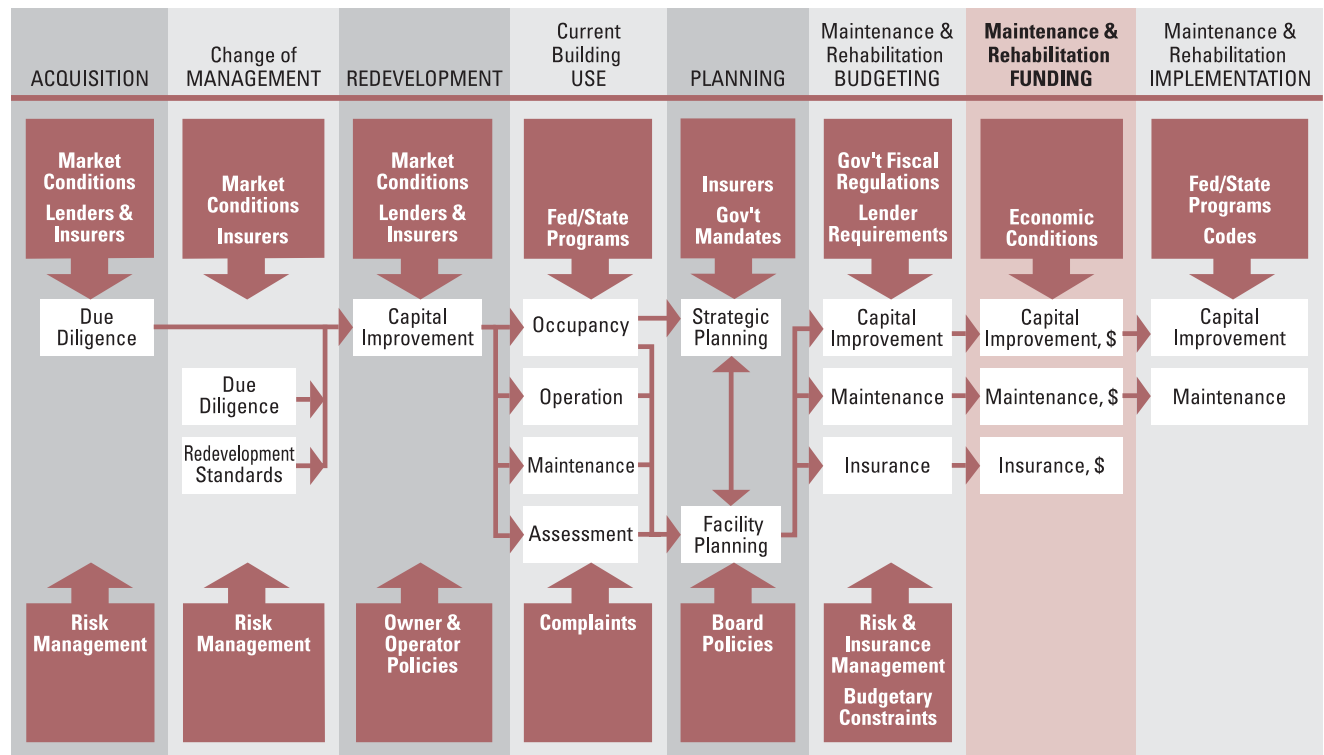 ACQUISITION
Change of
MANAGEMENT
REDEVELOPMENT
Current
Building
USE
PLANNING
Maintenance &
Rehabilitation
BUDGETING
Maintenance &
Rehabilitation
FUNDING
Maintenance &
Rehabilitation
IMPLEMENTATION
Market
Conditions
Lenders &
Insurers
Market
Conditions
Insurers
Market
Conditions
Lenders &
Insurers
Fed/State
Programs
Insurers
Gov't
Mandates
Gov't Fiscal
Regulations
Lender
Requirements
Economic
Conditions
Fed/State
Programs
Codes
Due
Diligence
Due
Diligence
Redevelopment
Standards
Capital
Improvement
Occupancy
Operation
Maintenance
Assessment
Strategic
Planning
Facility
Planning
Capital
Improvement
Maintenance
Insurance
Capital
Improvement, $
Maintenance, $
Insurance, $
Capital
Improvement
Maintenance
Risk
Management
Risk
Management
Owner &
Operator
Policies
Complaints
Board
Policies
Risk &
Insurance
Management
Budgetary
Constraints